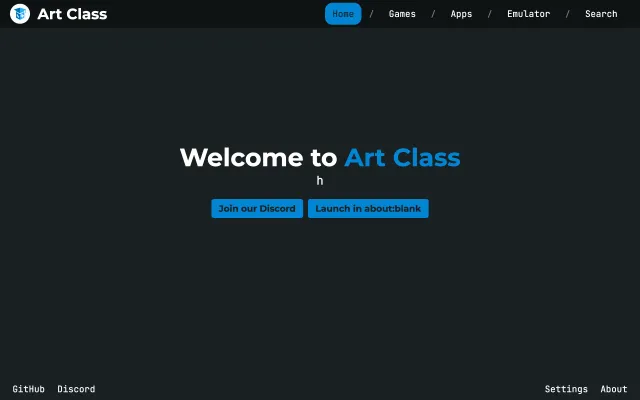 Art Class
Home / Games / Apps / Emulator / Search
Welcome to Art Class
h
Join our Discord Launch in about:blank
GitHub Discord Settings About